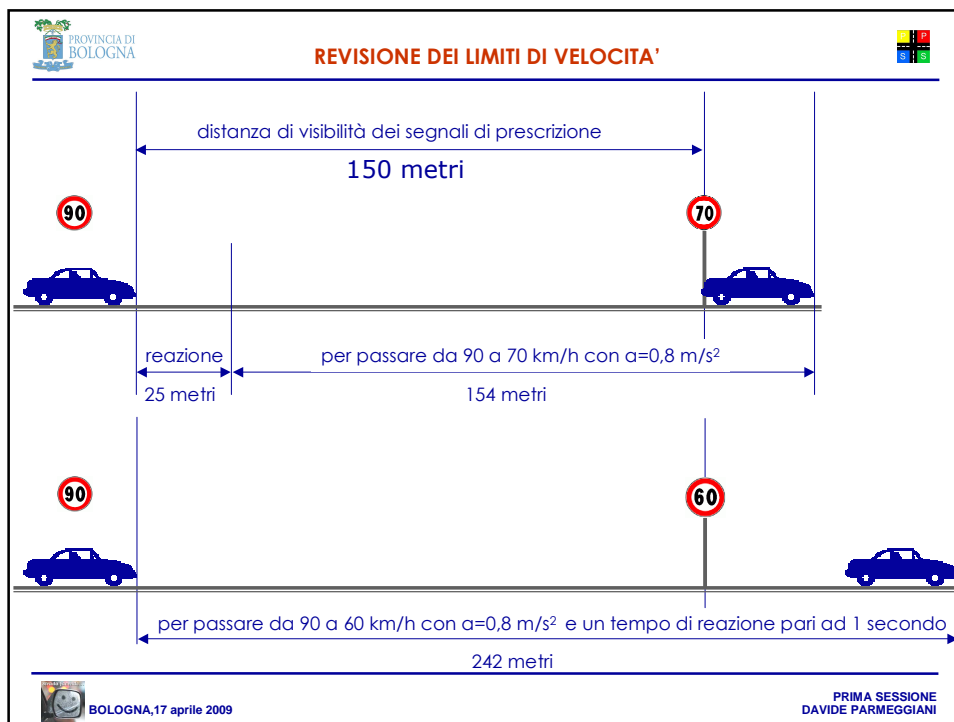 PROVINCIA DI
BOLOGNA
REVISIONE DEI LIMITI DI VELOCITA’
P P
S S
distanza di visibilità dei segnali di prescrizione
150 metri
90
70
reazione
per passare da 90 a 70 km/h con a=0,8 m/s²
25 metri
154 metri
90
60
per passare da 90 a 60 km/h con a=0,8 m/s² e un tempo di reazione pari ad 1 secondo
242 metri
BOLOGNA,17 aprile 2009
PRIMA SESSIONE
DAVIDE PARMEGGIANI